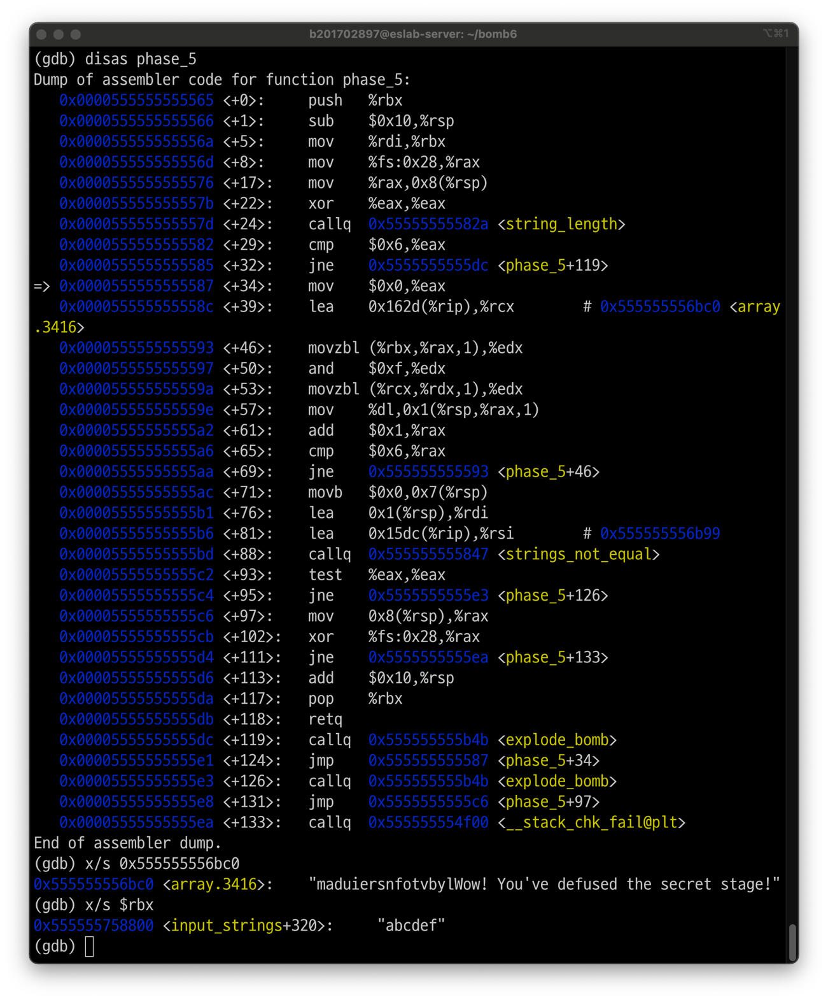 b201702897@eslab-server: ~/bomb6
⌥⌘1
(gdb) disas phase_5
Dump of assembler code for function phase_5:
0x0000555555555565 <+0>: push %rbx
0x0000555555555566 <+1>: sub $0x10,%rsp
0x000055555555556a <+5>: mov %rdi,%rbx
0x000055555555556d <+8>: mov %fs:0x28,%rax
0x0000555555555576 <+17>: mov %rax,0x8(%rsp)
0x000055555555557b <+22>: xor %eax,%eax
0x000055555555557d <+24>: callq 0x55555555582a <string_length>
0x0000555555555582 <+29>: cmp $0x6,%eax
0x0000555555555585 <+32>: jne 0x5555555555dc <phase_5+119>
=> 0x0000555555555587 <+34>: mov $0x0,%eax
0x000055555555558c <+39>: lea 0x162d(%rip),%rcx # 0x555555556bc0 <array
.3416>
0x0000555555555593 <+46>: movzbl (%rbx,%rax,1),%edx
0x0000555555555597 <+50>: and $0xf,%edx
0x000055555555559a <+53>: movzbl (%rcx,%rdx,1),%edx
0x000055555555559e <+57>: mov %dl,0x1(%rsp,%rax,1)
0x00005555555555a2 <+61>: add $0x1,%rax
0x00005555555555a6 <+65>: cmp $0x6,%rax
0x00005555555555aa <+69>: jne 0x555555555593 <phase_5+46>
0x00005555555555ac <+71>: movb $0x0,0x7(%rsp)
0x00005555555555b1 <+76>: lea 0x1(%rsp),%rdi
0x00005555555555b6 <+81>: lea 0x15dc(%rip),%rsi # 0x555555556b99
0x00005555555555bd <+88>: callq 0x555555555847 <strings_not_equal>
0x00005555555555c2 <+93>: test %eax,%eax
0x00005555555555c4 <+95>: jne 0x5555555555e3 <phase_5+126>
0x00005555555555c6 <+97>: mov 0x8(%rsp),%rax
0x00005555555555cb <+102>: xor %fs:0x28,%rax
0x00005555555555d4 <+111>: jne 0x5555555555ea <phase_5+133>
0x00005555555555d6 <+113>: add $0x10,%rsp
0x00005555555555da <+117>: pop %rbx
0x00005555555555db <+118>: retq
0x00005555555555dc <+119>: callq 0x555555555b4b <explode_bomb>
0x00005555555555e1 <+124>: jmp 0x555555555587 <phase_5+34>
0x00005555555555e3 <+126>: callq 0x555555555b4b <explode_bomb>
0x00005555555555e8 <+131>: jmp 0x5555555555c6 <phase_5+97>
0x00005555555555ea <+133>: callq 0x555555554f00 <__stack_chk_fail@plt>
End of assembler dump.
(gdb) x/s 0x555555556bc0
0x555555556bc0 <array.3416>: "maduiersnfotvbylWow! You've defused the secret stage!"
(gdb) x/s $rbx
0x555555758800 <input_strings+320>: "abcdef"
(gdb)